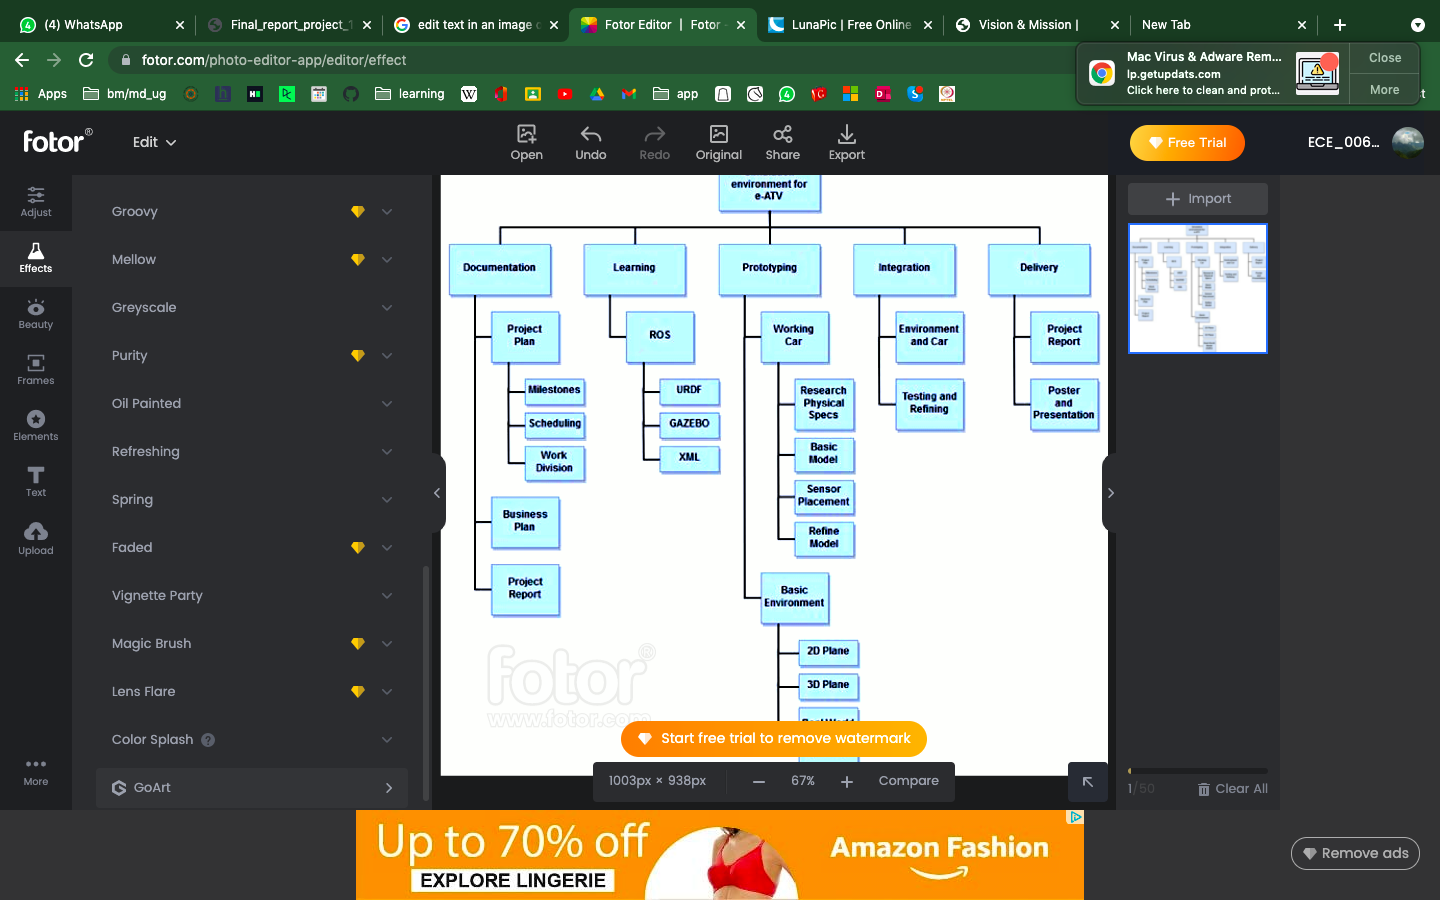 (4) WhatsApp
Final_report_project_1
edit text in an image o
Fotor Editor | Fotor -
LunaPic | Free Online
Vision & Mission |
New Tab
fotor.com/photo-editor-app/editor/effect
Mac Virus & Adware Rem...
lp.getupdats.com
Click here to clean and prot...
Close
More
Apps
bm/md_ug
learning
app
fotor®
Edit
Open
Undo
Redo
Original
Share
Export
Free Trial
ECE_006...
Adjust
Effects
Beauty
Frames
Elements
Text
Upload
More
Groovy
Mellow
Greyscale
Purity
Oil Painted
Refreshing
Spring
Faded
Vignette Party
Magic Brush
Lens Flare
Color Splash ?
GoArt
environment for
e-ATV
Documentation
Learning
Prototyping
Integration
Delivery
Project
Plan
ROS
Working
Car
Environment
and Car
Project
Report
Milestones
Scheduling
Work
Division
URDF
GAZEBO
XML
Research
Physical
Specs
Basic
Model
Sensor
Placement
Refine
Model
Testing and
Refining
Poster
and
Presentation
Business
Plan
Project
Report
Basic
Environment
2D Plane
3D Plane
Real World
fotor®
www.fotor.com
Start free trial to remove watermark
1003px × 938px
67%
Compare
Import
1/50
Clear All
Up to 70% off
EXPLORE LINGERIE
Amazon Fashion
Remove ads